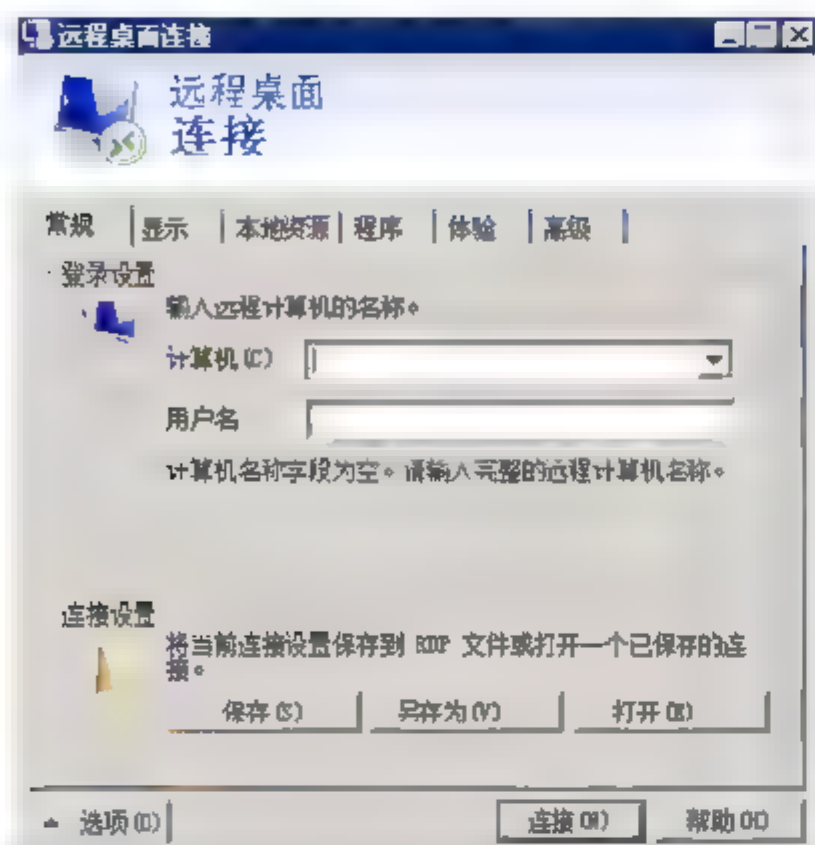 远程桌面连接
远程桌面
连接
常规 显示 本地资源 程序 体验 高级
登录设置
输入远程计算机的名称。
计算机(C)
用户名
计算机名称字段为空。请输入完整的远程计算机名称。
连接设置
将当前连接设置保存到 RDP 文件或打开一个已保存的连
接。
保存(S) 另存为(V) 打开(E)
选项(O) 连接(N) 帮助(H)